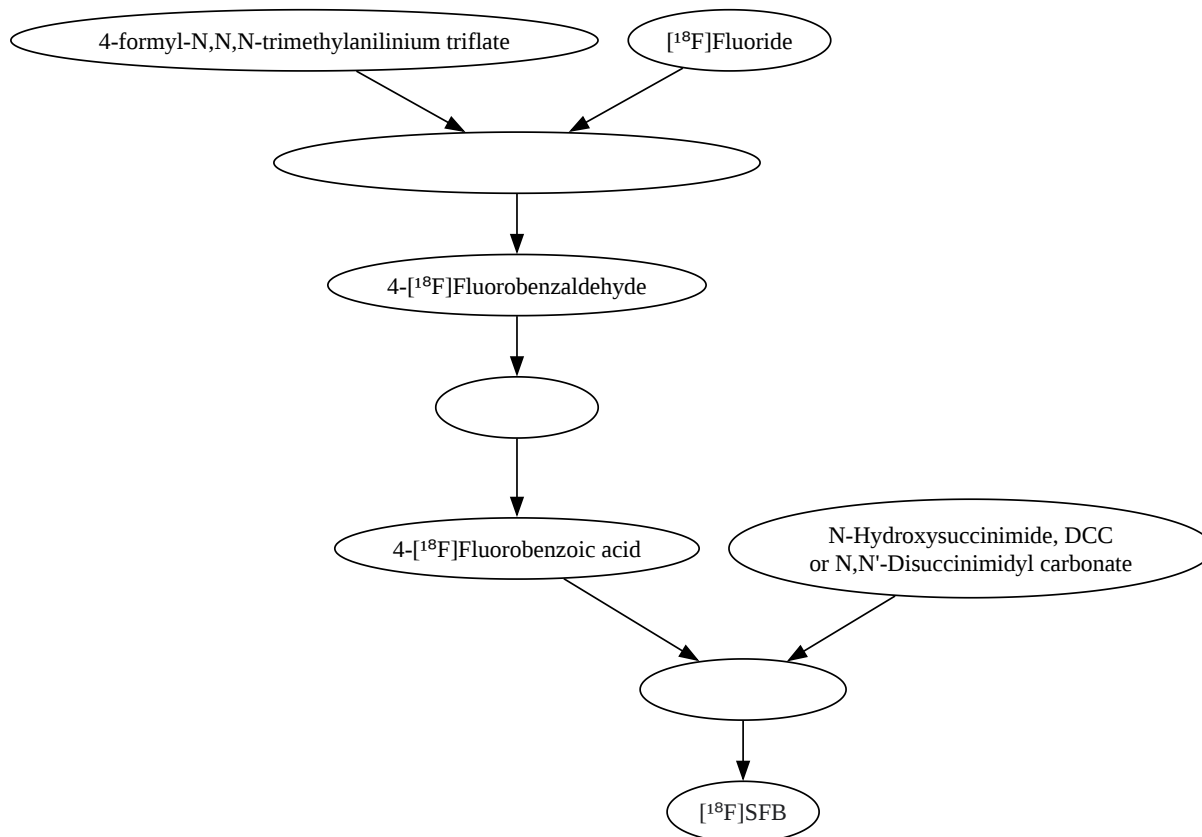 4-formyl-N,N,N-trimethylanilinium triflate
[¹⁸F]Fluoride
4-[¹⁸F]Fluorobenzaldehyde
4-[¹⁸F]Fluorobenzoic acid
N-Hydroxysuccinimide, DCC
or N,N'-Disuccinimidyl carbonate
[¹⁸F]SFB